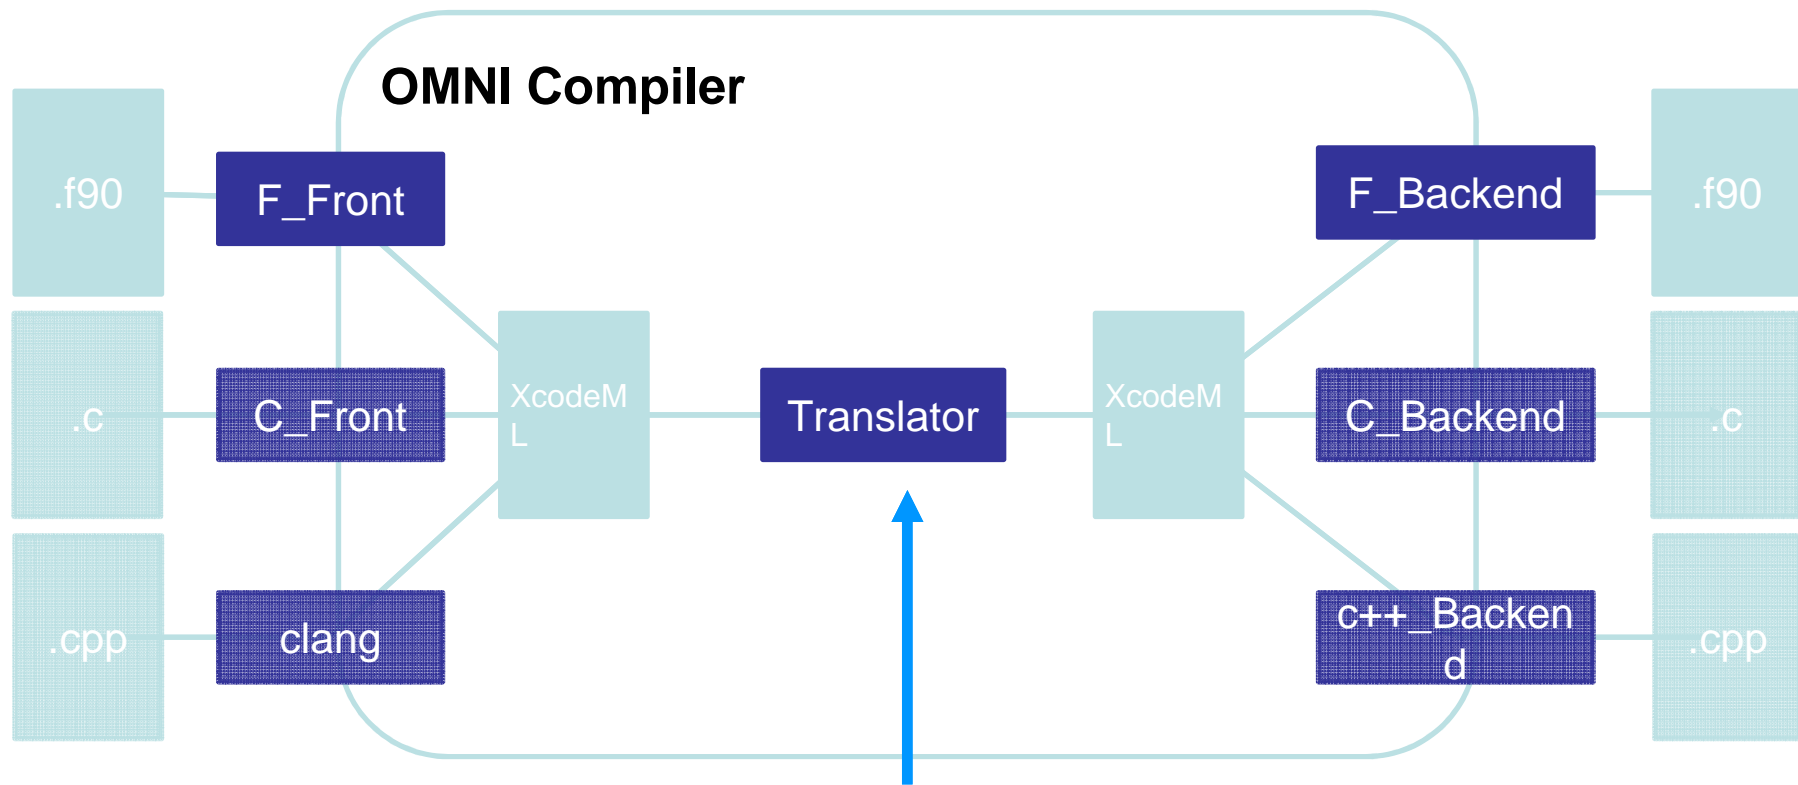 OMNI Compiler
.f90
F_Front
F_Backend
.f90
.c
C_Front
XcodeM
L
Translator
XcodeM
L
C_Backend
.c
.cpp
clang
c++_Backen
d
.cpp